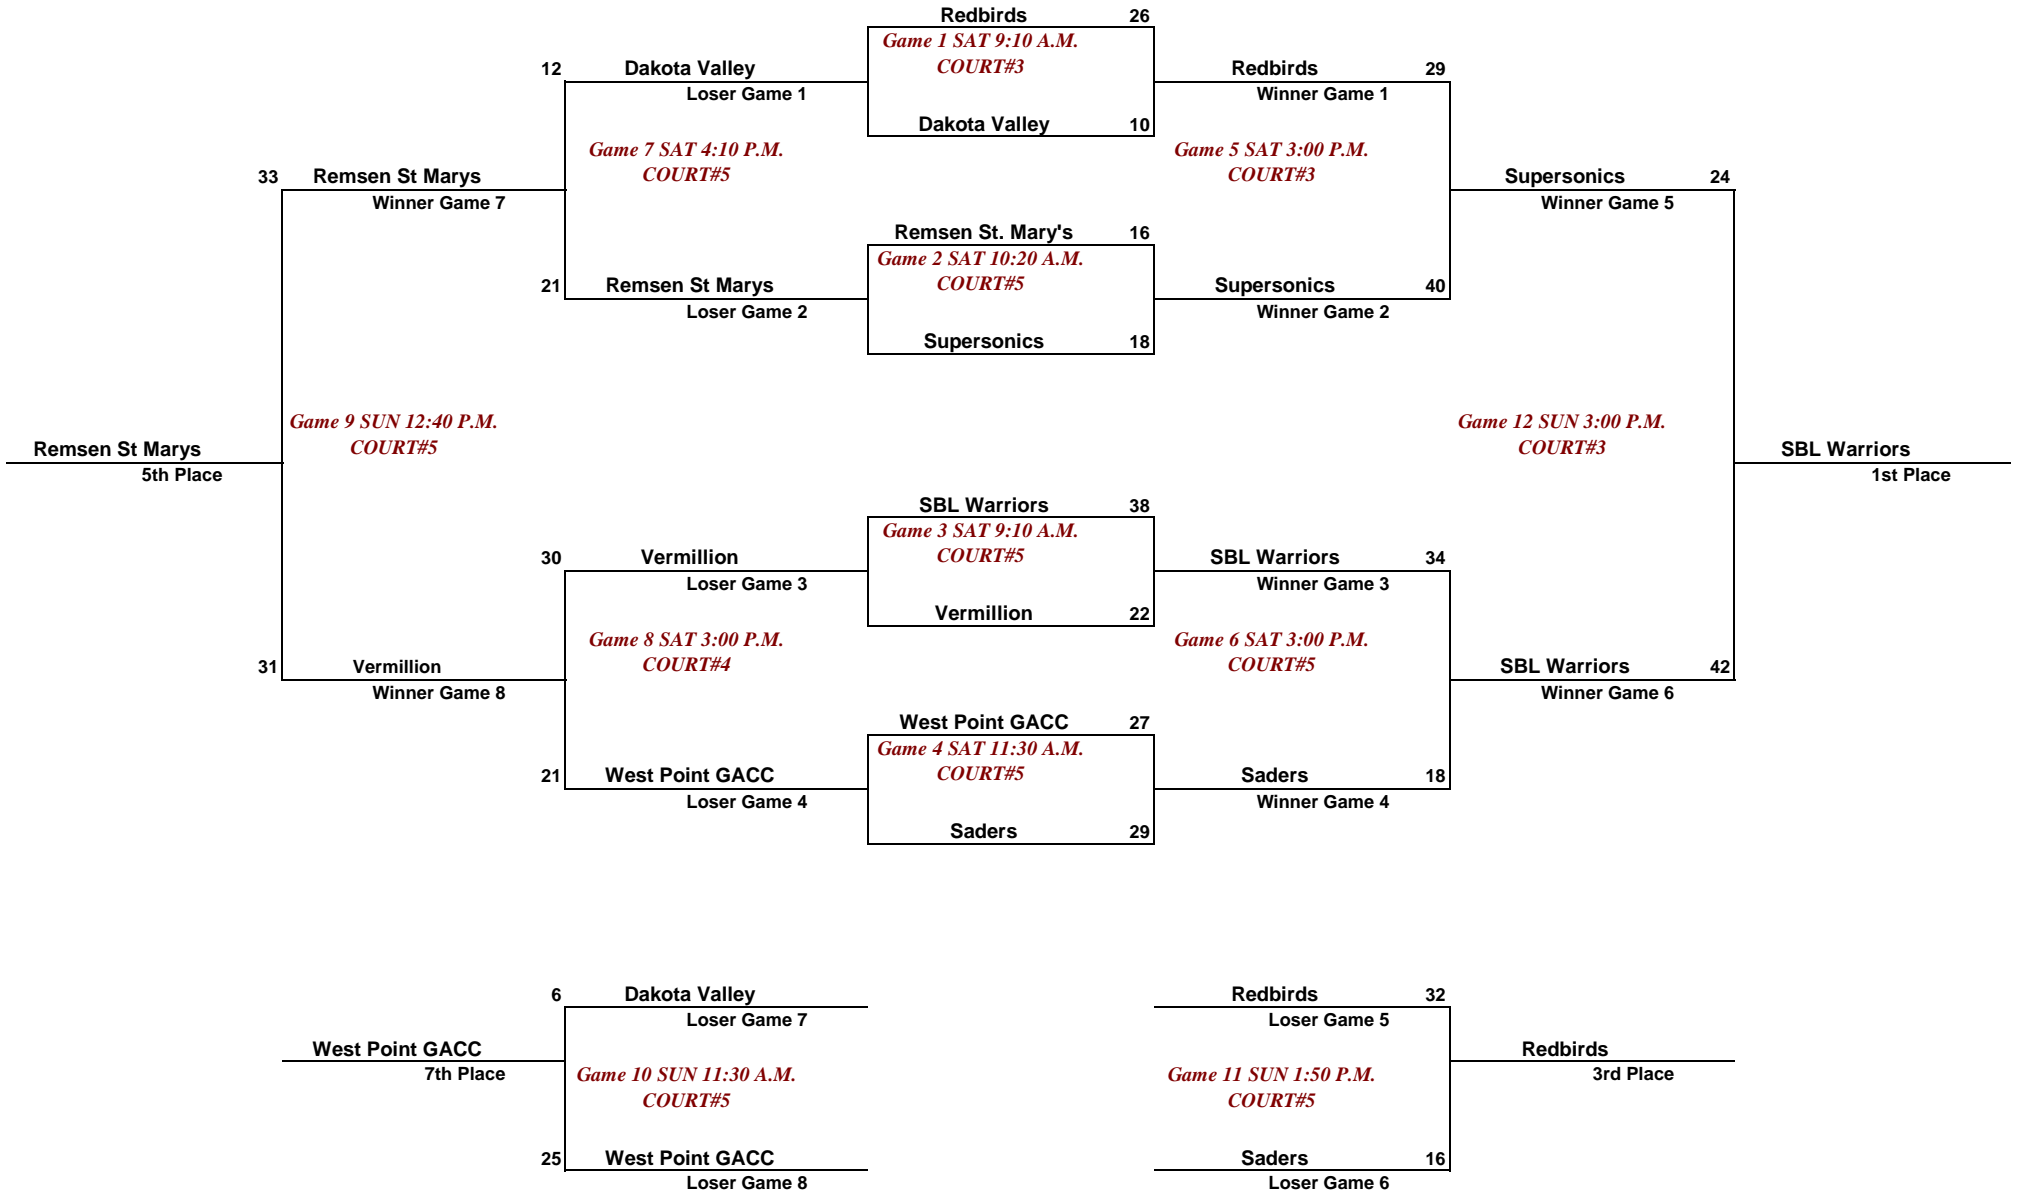 Redbirds 26
Game 1 SAT 9:10 A.M.
COURT#3
12 Dakota Valley
Loser Game 1
Redbirds 29
Winner Game 1
Dakota Valley 10
Game 7 SAT 4:10 P.M.
COURT#5
Game 5 SAT 3:00 P.M.
COURT#3
33 Remsen St Marys
Winner Game 7
Supersonics 24
Winner Game 5
Remsen St. Mary's 16
Game 2 SAT 10:20 A.M.
COURT#5
21 Remsen St Marys
Loser Game 2
Supersonics 40
Winner Game 2
Supersonics 18
Game 9 SUN 12:40 P.M.
COURT#5
Game 12 SUN 3:00 P.M.
COURT#3
Remsen St Marys
5th Place
SBL Warriors
1st Place
SBL Warriors 38
Game 3 SAT 9:10 A.M.
COURT#5
30 Vermillion
Loser Game 3
SBL Warriors 34
Winner Game 3
Vermillion 22
Game 8 SAT 3:00 P.M.
COURT#4
Game 6 SAT 3:00 P.M.
COURT#5
31 Vermillion
Winner Game 8
SBL Warriors 42
Winner Game 6
West Point GACC 27
Game 4 SAT 11:30 A.M.
COURT#5
21 West Point GACC
Loser Game 4
Saders 18
Winner Game 4
Saders 29
6 Dakota Valley
Loser Game 7
Redbirds 32
Loser Game 5
West Point GACC
7th Place
Redbirds
3rd Place
Game 10 SUN 11:30 A.M.
COURT#5
Game 11 SUN 1:50 P.M.
COURT#5
25 West Point GACC
Loser Game 8
Saders 16
Loser Game 6